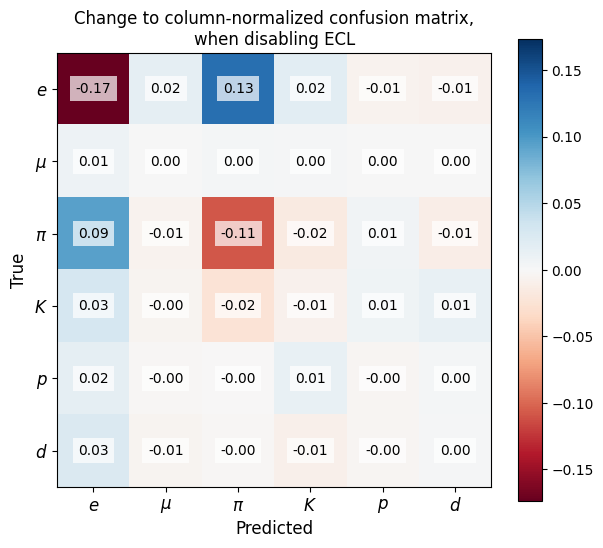 Change to column-normalized confusion matrix,
when disabling ECL
e -0.17 0.02 0.13 0.02 -0.01 -0.01
μ 0.01 0.00 0.00 0.00 0.00 0.00
π 0.09 -0.01 -0.11 -0.02 0.01 -0.01
K 0.03 -0.00 -0.02 -0.01 0.01 0.01
p 0.02 -0.00 -0.00 0.01 -0.00 0.00
d 0.03 -0.01 -0.00 -0.01 -0.00 0.00
e μ π K p d
Predicted
True
0.15
0.10
0.05
0.00
−0.05
−0.10
−0.15